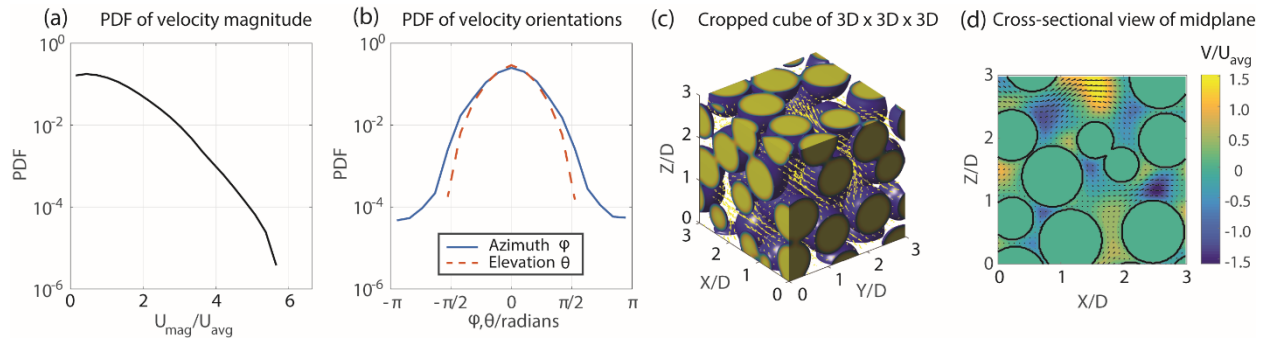 (a) PDF of velocity magnitude
10^0
10^-2
10^-4
10^-6
PDF
0 2 4 6
U_mag/U_avg
(b) PDF of velocity orientations
10^0
10^-2
10^-4
10^-6
PDF
Azimuth φ
Elevation θ
-π -π/2 0 π/2 π
φ,θ/radians
(c) Cropped cube of 3D x 3D x 3D
3
2
1
0
Z/D
3
2
1
0
X/D
0
1
2
3
Y/D
(d) Cross-sectional view of midplane
3
2
1
0
Z/D
0 1 2 3
X/D
V/U_avg
1.5
1.0
0.5
0
-0.5
-1.0
-1.5